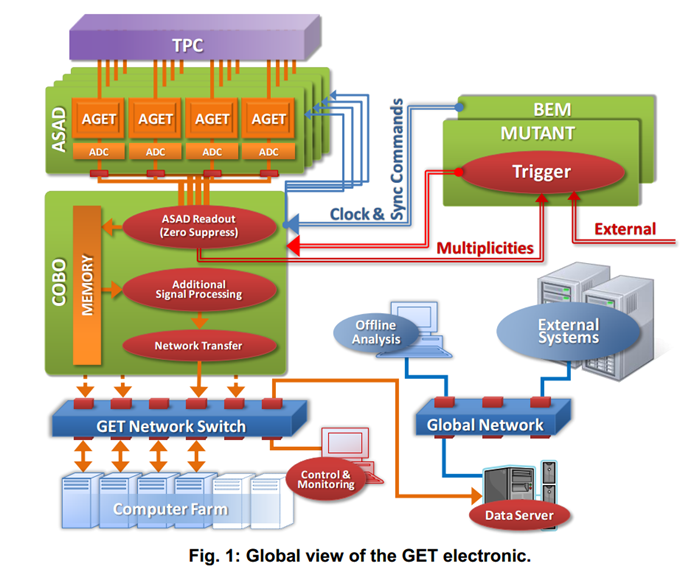 TPC
ASAD
AGET AGET AGET AGET
ADC ADC ADC ADC
BEM
MUTANT
Trigger
Clock &
Sync Commands
External
Multiplicities
COBO
MEMORY
ASAD Readout
(Zero Suppress)
Additional
Signal Processing
Network Transfer
Offline
Analysis
External
Systems
GET Network Switch
Global Network
Control &
Monitoring
Computer Farm
Data Server
Fig. 1: Global view of the GET electronic.